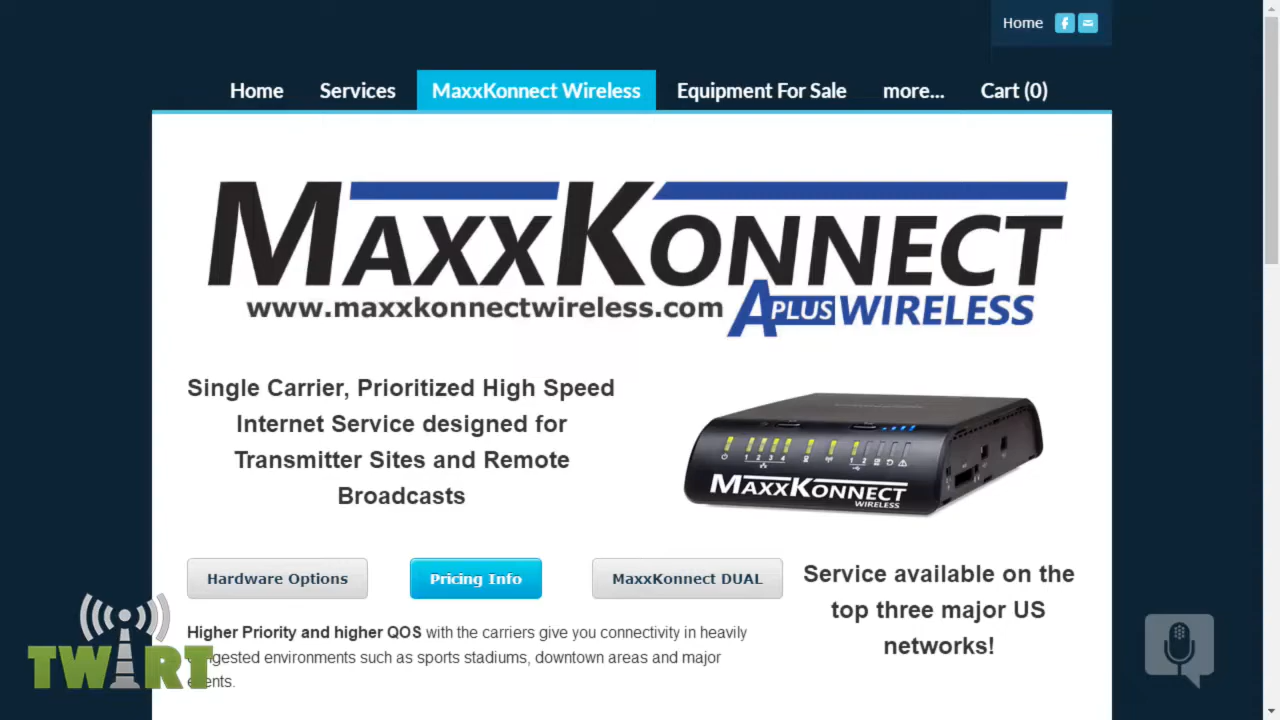 Home
Home Services MaxxKonnect Wireless Equipment For Sale more... Cart (0)
MAXXKONNECT
www.maxxkonnectwireless.com APLUS WIRELESS
Single Carrier, Prioritized High Speed
Internet Service designed for
Transmitter Sites and Remote
Broadcasts
MAXXKONNECT
WIRELESS
Hardware Options Pricing Info MaxxKonnect DUAL
Service available on the
top three major US
networks!
Higher Priority and higher QOS with the carriers give you connectivity in heavily
environments such as sports stadiums, downtown areas and major
TWIRT